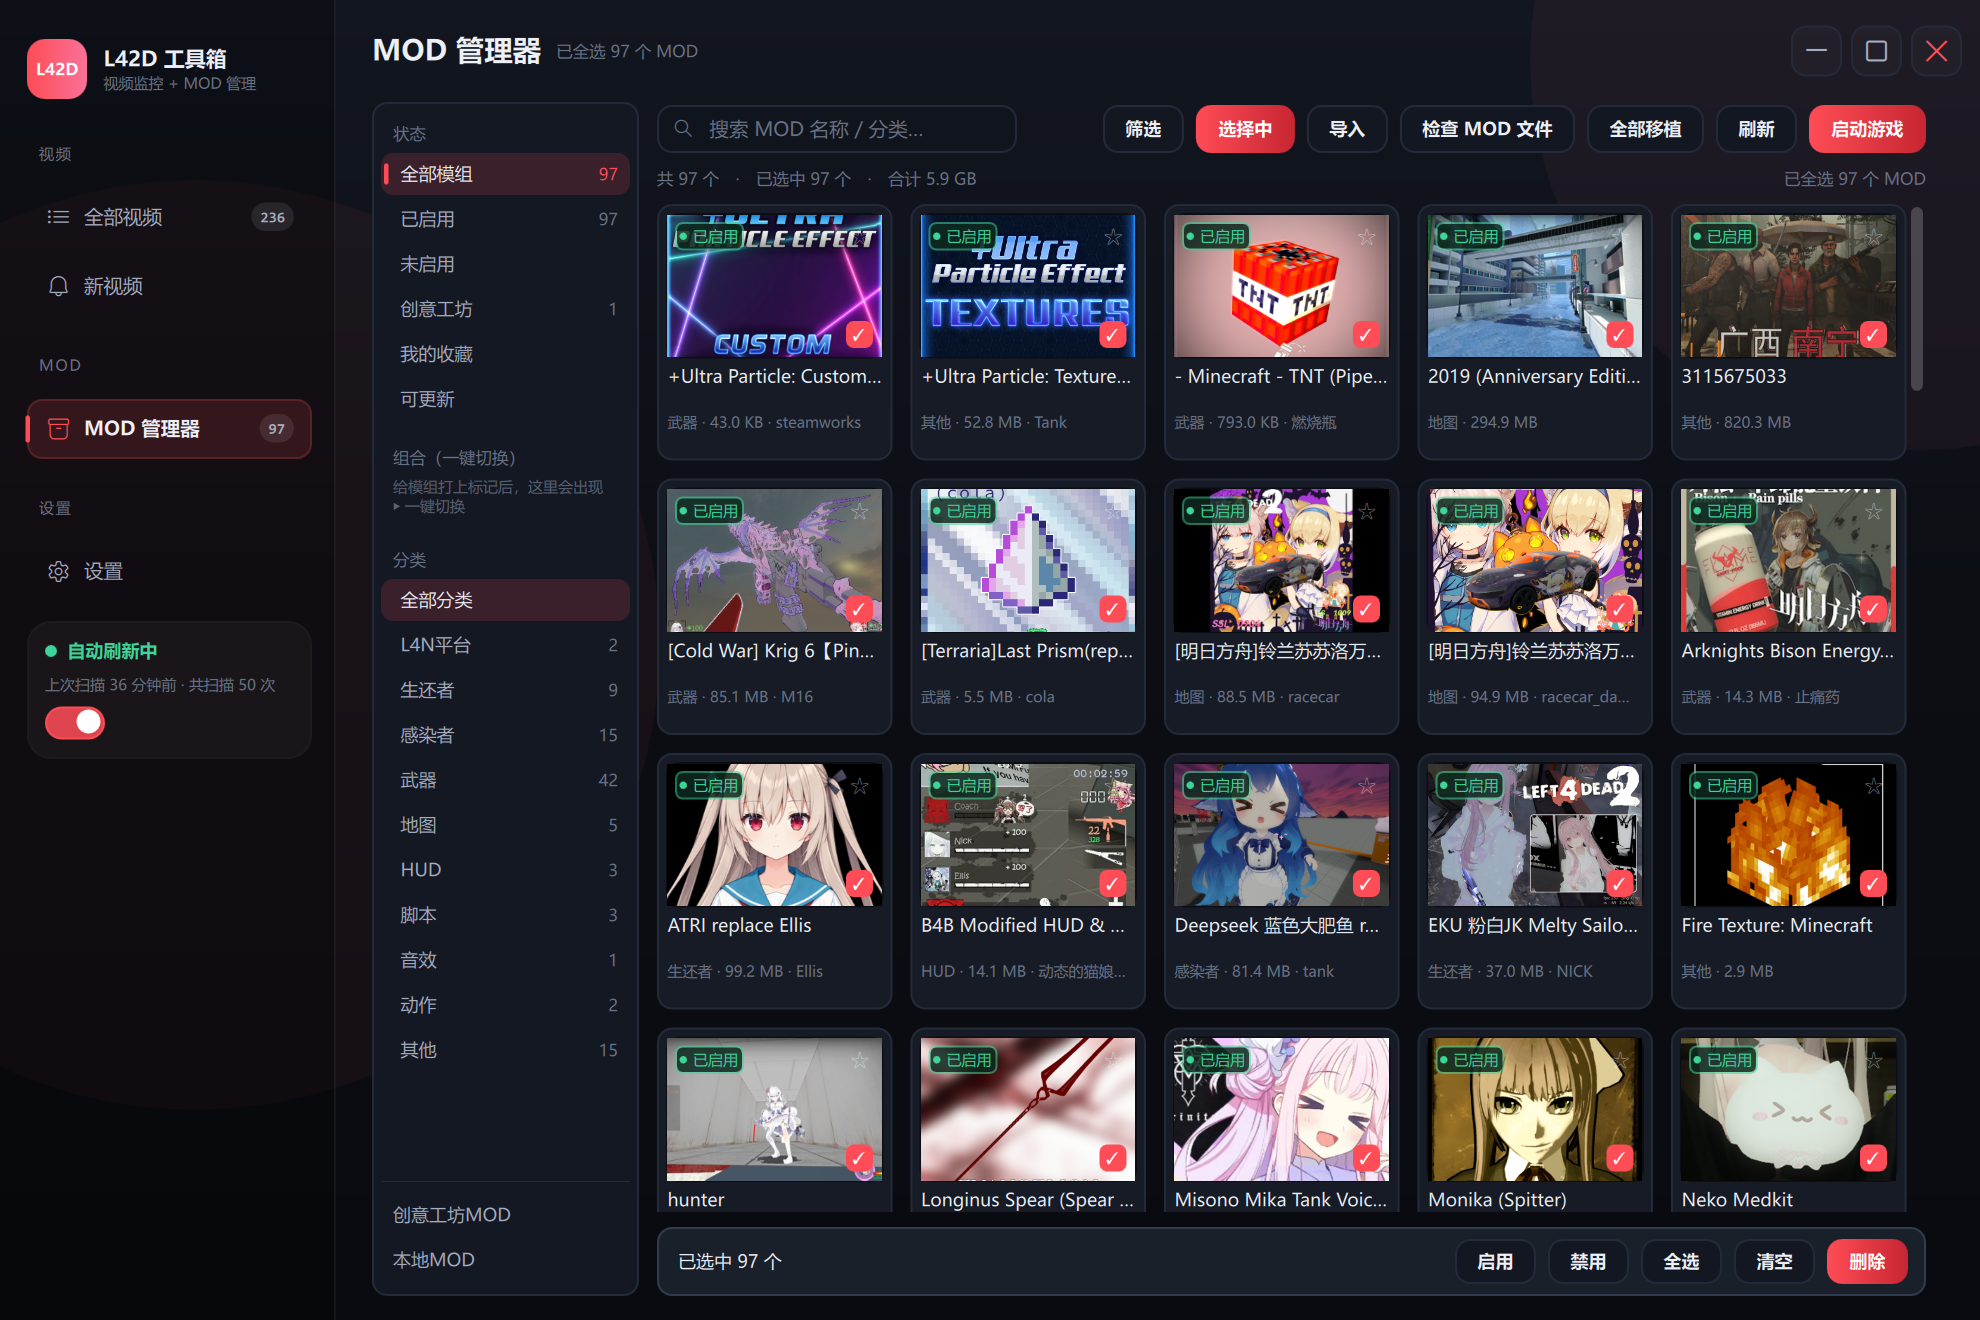 L42D
L42D 工具箱
视频监控 + MOD 管理
视频
全部视频
236
新视频
MOD
MOD 管理器
97
设置
设置
自动刷新中
上次扫描 36 分钟前 · 共扫描 50 次
MOD 管理器
已全选 97 个 MOD
状态
全部模组
97
已启用
97
未启用
创意工坊
1
我的收藏
可更新
组合（一键切换）
给模组打上标记后，这里会出现
一键切换
分类
全部分类
L4N平台
2
生还者
9
感染者
15
武器
42
地图
5
HUD
3
脚本
3
音效
1
动作
2
其他
15
创意工坊MOD
本地MOD
搜索 MOD 名称 / 分类...
筛选
选择中
导入
检查 MOD 文件
全部移植
刷新
启动游戏
共 97 个 · 已选中 97 个 · 合计 5.9 GB
已全选 97 个 MOD
已启用
CUSTOM
+Ultra Particle: Custom...
武器 · 43.0 KB · steamworks
已启用
+Ultra
Particle Effect
TEXTURES
+Ultra Particle: Texture...
其他 · 52.8 MB · Tank
已启用
TNT TNT
- Minecraft - TNT (Pipe...
武器 · 793.0 KB · 燃烧瓶
已启用
2019 (Anniversary Editi...
地图 · 294.9 MB
已启用
广西 南宁
3115675033
其他 · 820.3 MB
已启用
+100
[Cold War] Krig 6【Pin...
武器 · 85.1 MB · M16
(cola)
已启用
[Terraria]Last Prism(rep...
武器 · 5.5 MB · cola
已启用
DEAD 2
[明日方舟]铃兰苏苏洛万...
地图 · 88.5 MB · racecar
已启用
[明日方舟]铃兰苏苏洛万...
地图 · 94.9 MB · racecar_da...
Bison Pain pills
已启用
明日方舟
Arknights Bison Energy...
武器 · 14.3 MB · 止痛药
已启用
ATRI replace Ellis
生还者 · 99.2 MB · Ellis
If you hav
已启用
00:02:59
000
Coach
+100
Nick
22
328
+100
Ellis
B4B Modified HUD & ...
HUD · 14.1 MB · 动态的猫娘...
已启用
Deepseek 蓝色大肥鱼 r...
感染者 · 81.4 MB · tank
已启用
LEFT 4 DEAD 2
EKU 粉白JK Melty Sailo...
生还者 · 37.0 MB · NICK
已启用
Fire Texture: Minecraft
其他 · 2.9 MB
已启用
hunter
已启用
Longinus Spear (Spear ...
已启用
Misono Mika Tank Voic...
已启用
Monika (Spitter)
已启用
Neko Medkit
已选中 97 个
启用
禁用
全选
清空
删除